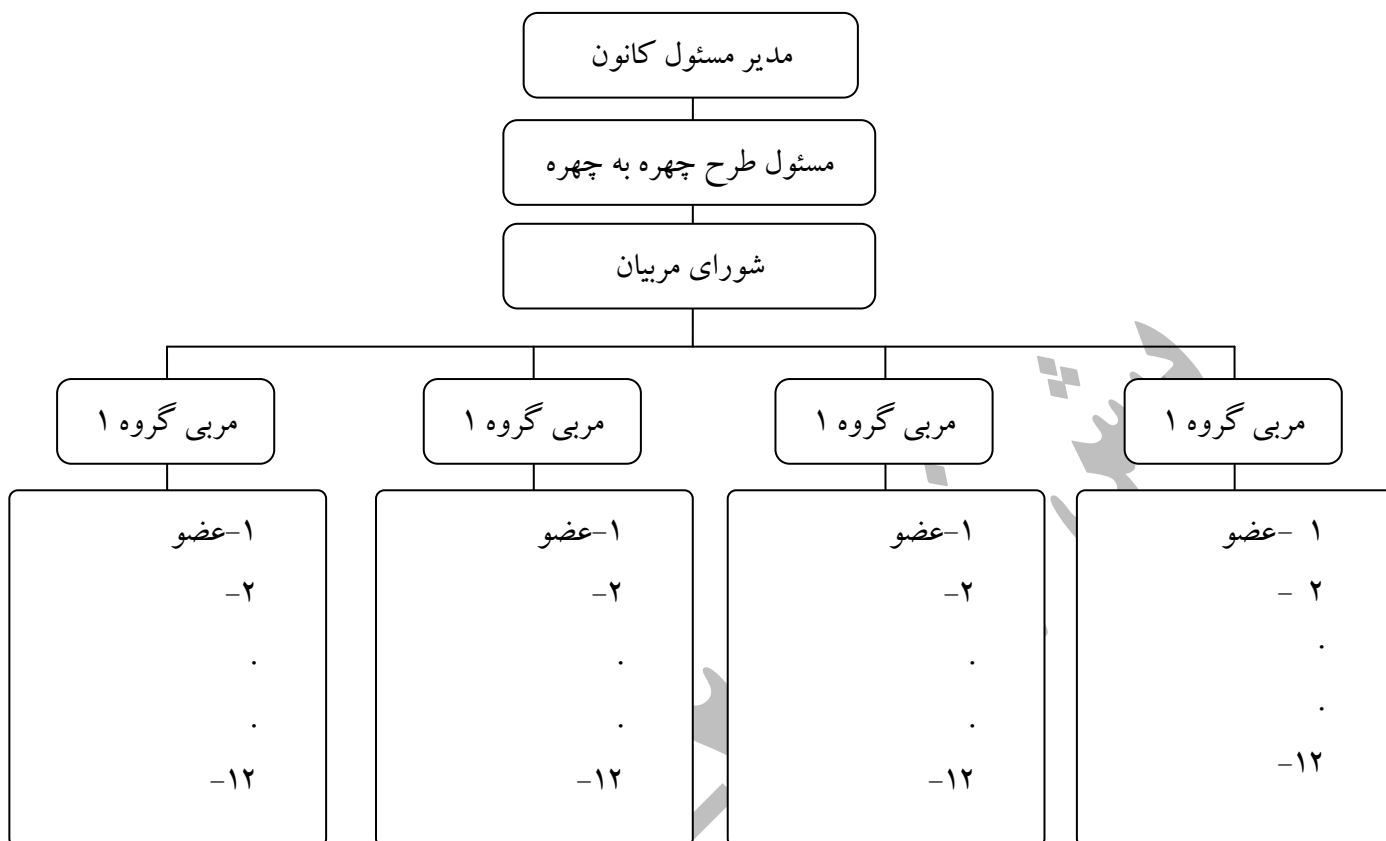 مدیر مسئول کانون
مسئول طرح چهره به چهره
شورای مربیان
مربی گروه ۱
مربی گروه ۱
مربی گروه ۱
مربی گروه ۱
۱ -عضو
۲ -
.
.
۱۲-
۱-عضو
۲-
.
.
۱۲-
۱-عضو
۲-
.
.
۱۲-
۱-عضو
۲-
.
.
۱۲-